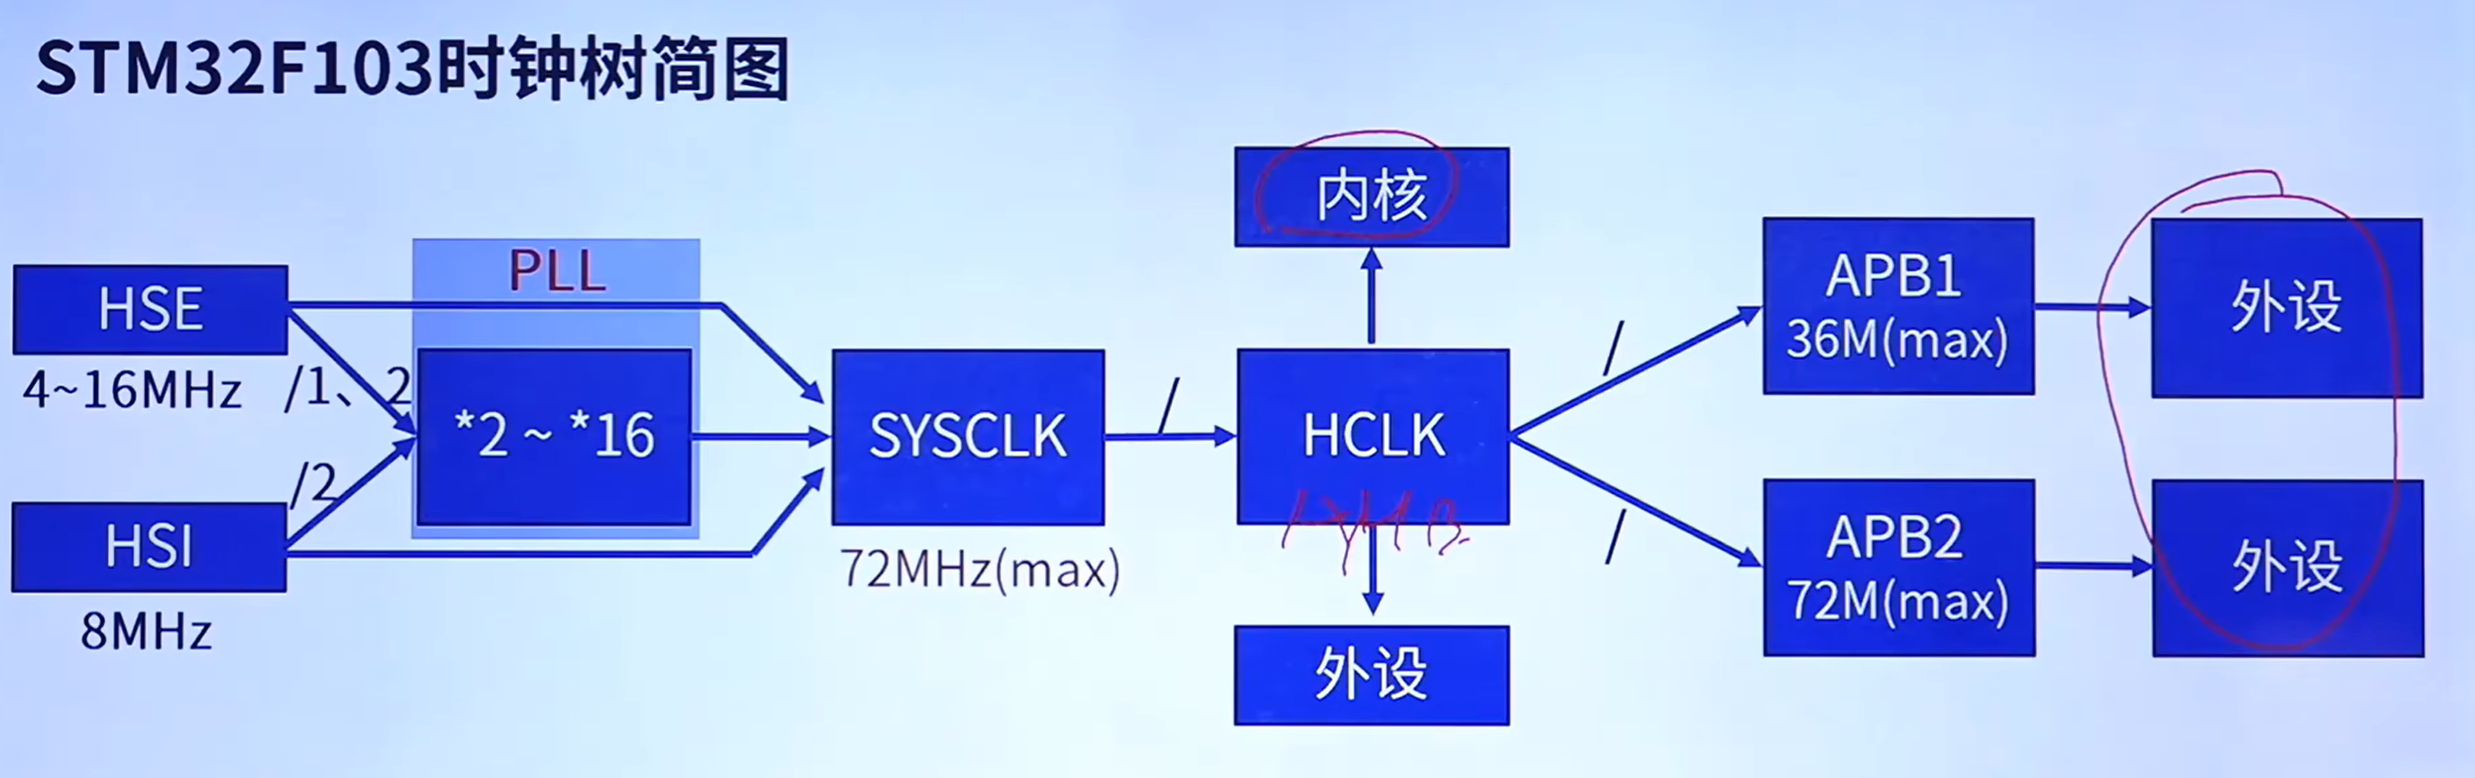 STM32F103时钟树简图
内核
PLL
HSE
4~16MHz
/1、2
*2 ~ *16
/2
HSI
8MHz
SYSCLK
72MHz(max)
/
HCLK
外设
/
APB1
36M(max)
外设
/
APB2
72M(max)
外设